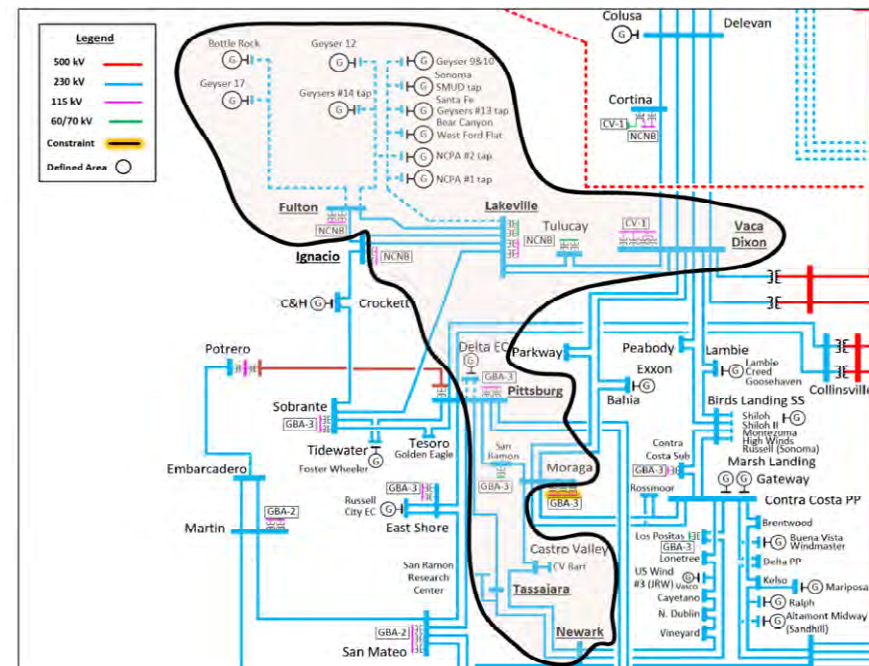 Legend
500 kV
230 kV
115 kV
60/70 kV
Constraint
Defined Area
Bottle Rock
G
Geyser 17
G
Geyser 12
G
Geysers #14 tap
G
G Geyser 9&10
Sonoma
G SMUD tap
Santa Fe
G Geysers #13 tap
Bear Canyon
G West Ford Flat
G NCPA #2 tap
G NCPA #1 tap
Colusa
G
Delevan
Cortina
CV-1
NCNB
Fulton
NCNB
Ignacio
NCNB
Lakeville
NCNB
Tulucay
CV-1
Vaca
Dixon
C&H G
Crockett
Potrero
Sobrante
GBA-3
Delta EC
G
GBA-3
Pittsburg
Parkway
Exxon
G
Bahia
Peabody
Lambie
G Lambie
Creed
Goosehaven
Collinsville
Birds Landing SS
Shiloh G
Shiloh II
Montezuma
High Winds
Russell (Sonoma)
Tidewater
G
Foster Wheeler
Tesoro
Golden Eagle
San
Ramon
GBA-3
Moraga
GBA-3
Contra
Costa Sub
GBA-3
Rossmoor
Marsh Landing
G G Gateway
Contra Costa PP
Embarcadero
Martin
GBA-2
Russell
City EC G
GBA-3
East Shore
San Ramon
Research
Center
Castro Valley
CV Bart
Tassajara
Newark
GBA-2
San Mateo
Los Positas
GBA-3
Lonetree
US Wind G
#3 (JRW) Vasco
Cayetano
N. Dublin
Vineyard
Brentwood
G Buena Vista
Windmaster
Delta PP
Kelso
G Mariposa
G Ralph
G Altamont Midway
(Sandhill)